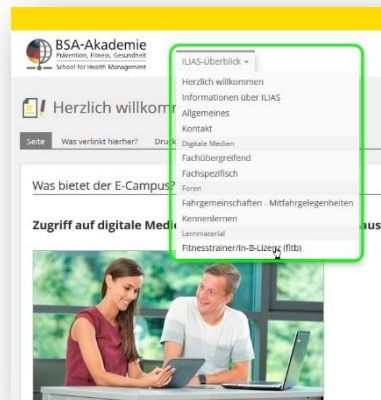 BSA-Akademie
Prävention, Fitness, Gesundheit
School for Health Management
ILIAS-Überblick
Herzlich willkommen
Informationen über ILIAS
Allgemeines
Kontakt
Digitale Medien
Fachübergreifend
Fachspezifisch
Foren
Fahrgemeinschaften - Mitfahrgelegenheiten
Kennenlernen
Lernmaterial
Fitnesstrainer/in-B-Lizenz (fitb)
Herzlich willkomm
Seite
Was verlinkt hierher?
Druck
Was bietet der E-Campus?
Zugriff auf digitale Medi
aus